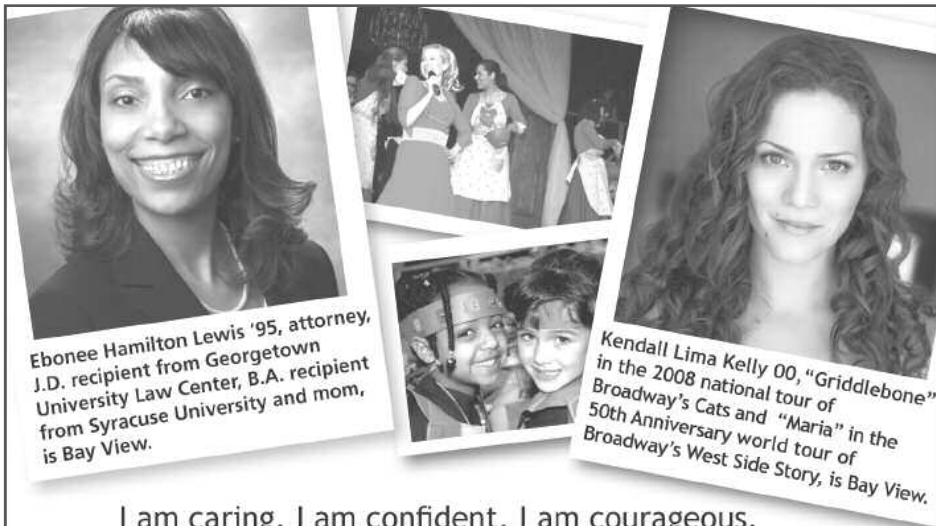 Ebonee Hamilton Lewis '95, attorney,
J.D. recipient from Georgetown
University Law Center, B.A. recipient
from Syracuse University and mom,
is Bay View.
Kendall Lima Kelly 00, “Griddlebone”
in the 2008 national tour of
Broadway's Cats and “Maria” in the
50th Anniversary world tour of
Broadway's West Side Story, is Bay View.
I am caring. I am confident. I am courageous.